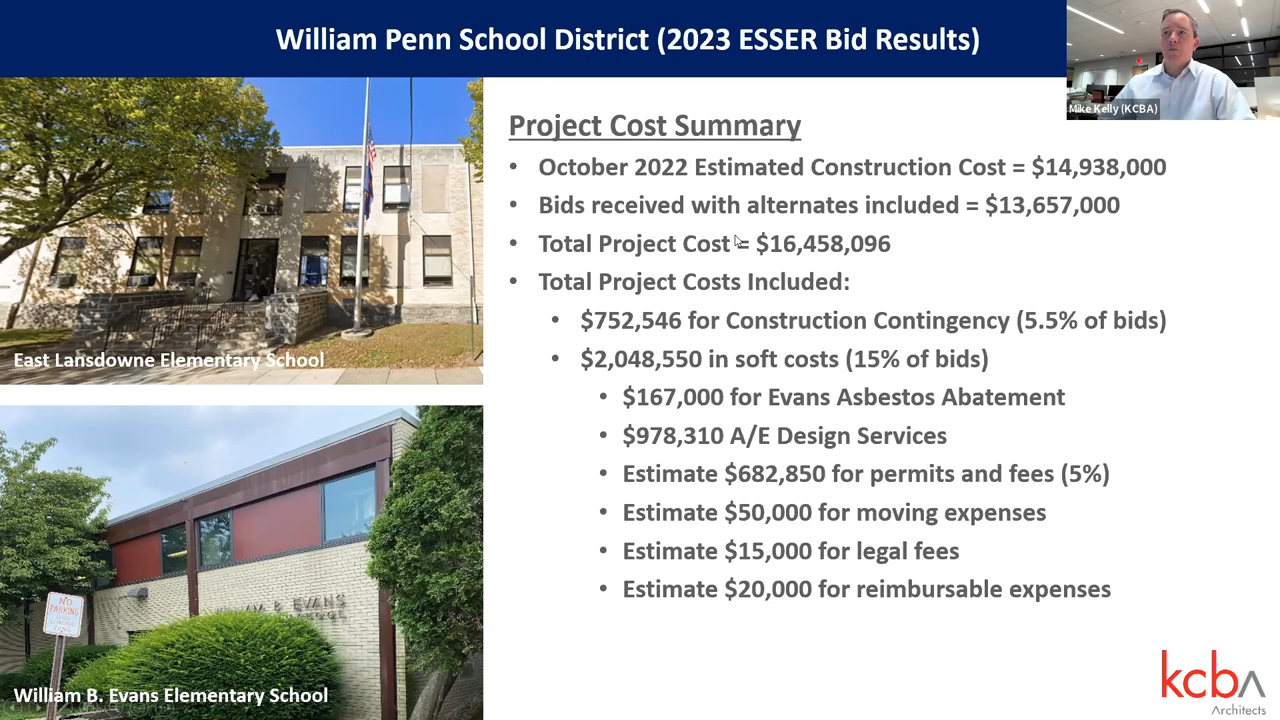 William Penn School District (2023 ESSER Bid Results)
Mike Kelly (KCBA)
Project Cost Summary
• October 2022 Estimated Construction Cost = $14,938,000
• Bids received with alternates included = $13,657,000
• Total Project Cost = $16,458,096
• Total Project Costs Included:
• $752,546 for Construction Contingency (5.5% of bids)
• $2,048,550 in soft costs (15% of bids)
• $167,000 for Evans Asbestos Abatement
• $978,310 A/E Design Services
• Estimate $682,850 for permits and fees (5%)
• Estimate $50,000 for moving expenses
• Estimate $15,000 for legal fees
• Estimate $20,000 for reimbursable expenses
East Lansdowne Elementary School
NO
PARKING
B. EVANS
William B. Evans Elementary School
kcba
Architects